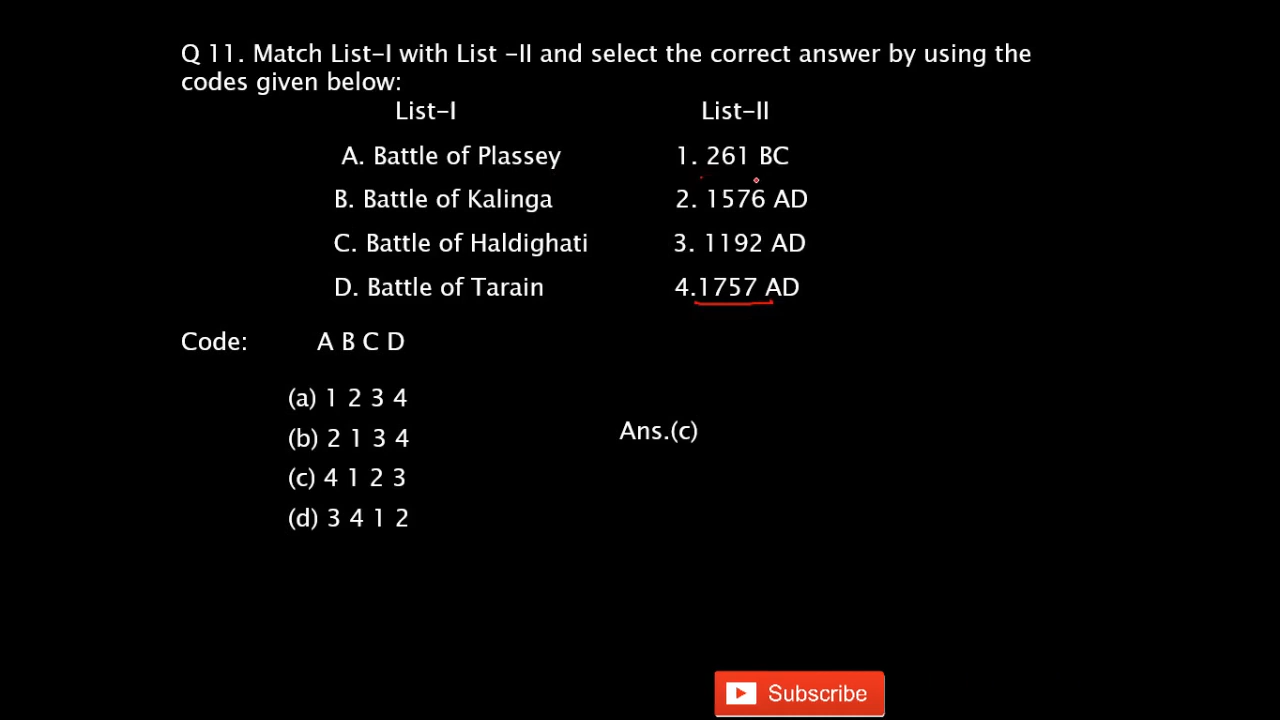 Q 11. Match List-I with List -II and select the correct answer by using the
codes given below:
List-I List-II
A. Battle of Plassey 1. 261 BC
B. Battle of Kalinga 2. 1576 AD
C. Battle of Haldighati 3. 1192 AD
D. Battle of Tarain 4.1757 AD
Code: A B C D
(a) 1 2 3 4
Ans.(c)
(b) 2 1 3 4
(c) 4 1 2 3
(d) 3 4 1 2
Subscribe